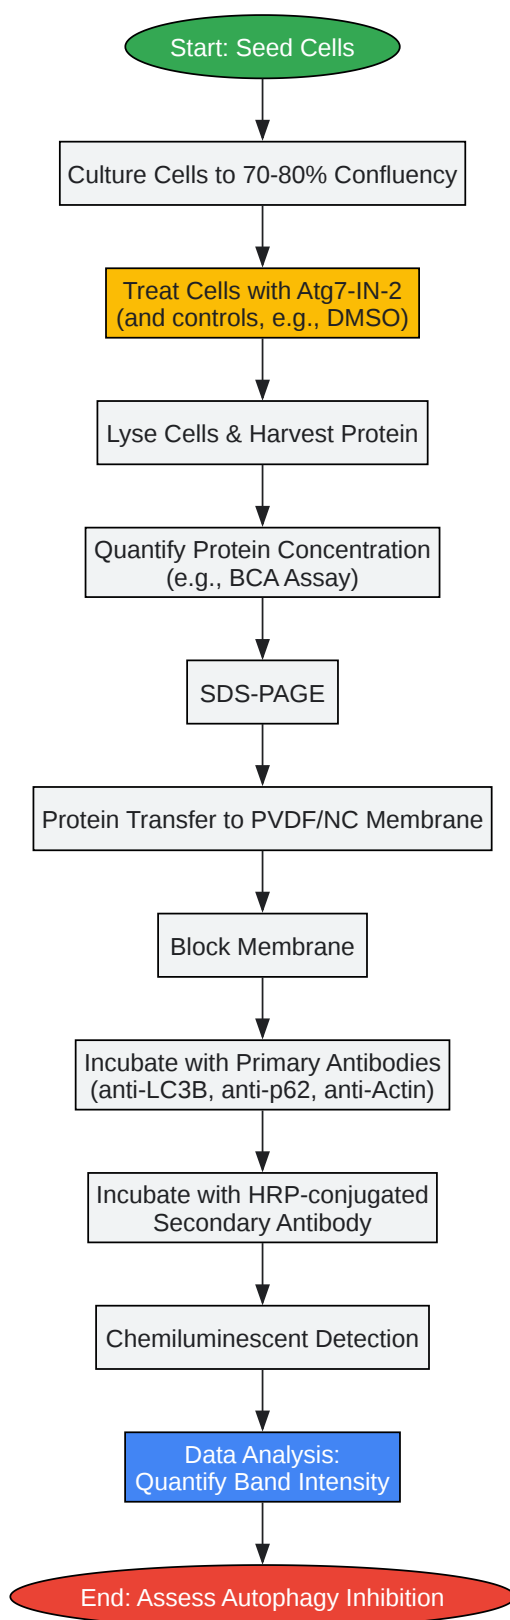 Start: Seed Cells
Culture Cells to 70-80% Confluency
Treat Cells with Atg7-IN-2
(and controls, e.g., DMSO)
Lyse Cells & Harvest Protein
Quantify Protein Concentration
(e.g., BCA Assay)
SDS-PAGE
Protein Transfer to PVDF/NC Membrane
Block Membrane
Incubate with Primary Antibodies
(anti-LC3B, anti-p62, anti-Actin)
Incubate with HRP-conjugated
Secondary Antibody
Chemiluminescent Detection
Data Analysis:
Quantify Band Intensity
End: Assess Autophagy Inhibition